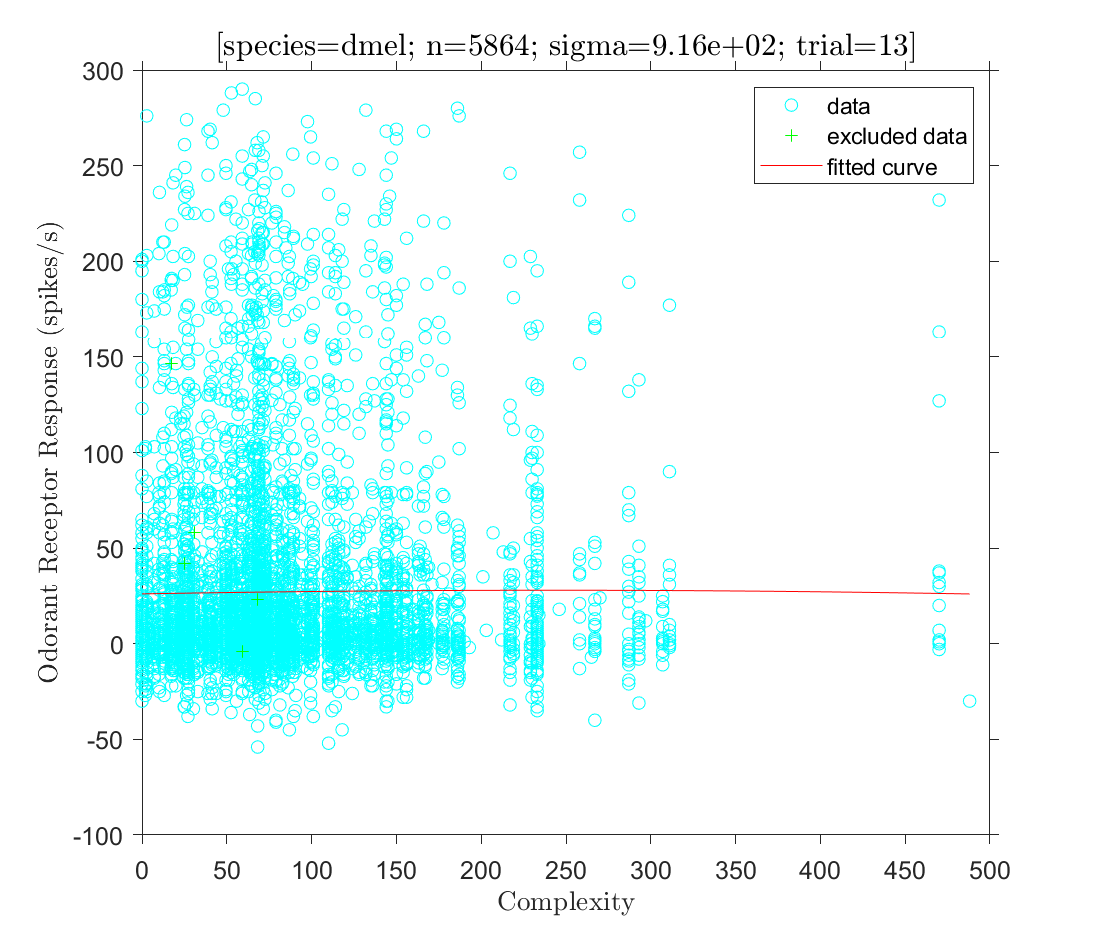 [species=dmel; n=5864; sigma=9.16e+02; trial=13]
data
excluded data
fitted curve
Odorant Receptor Response (spikes/s)
300
250
200
150
100
50
0
-50
-100
0 50 100 150 200 250 300 350 400 450 500
Complexity